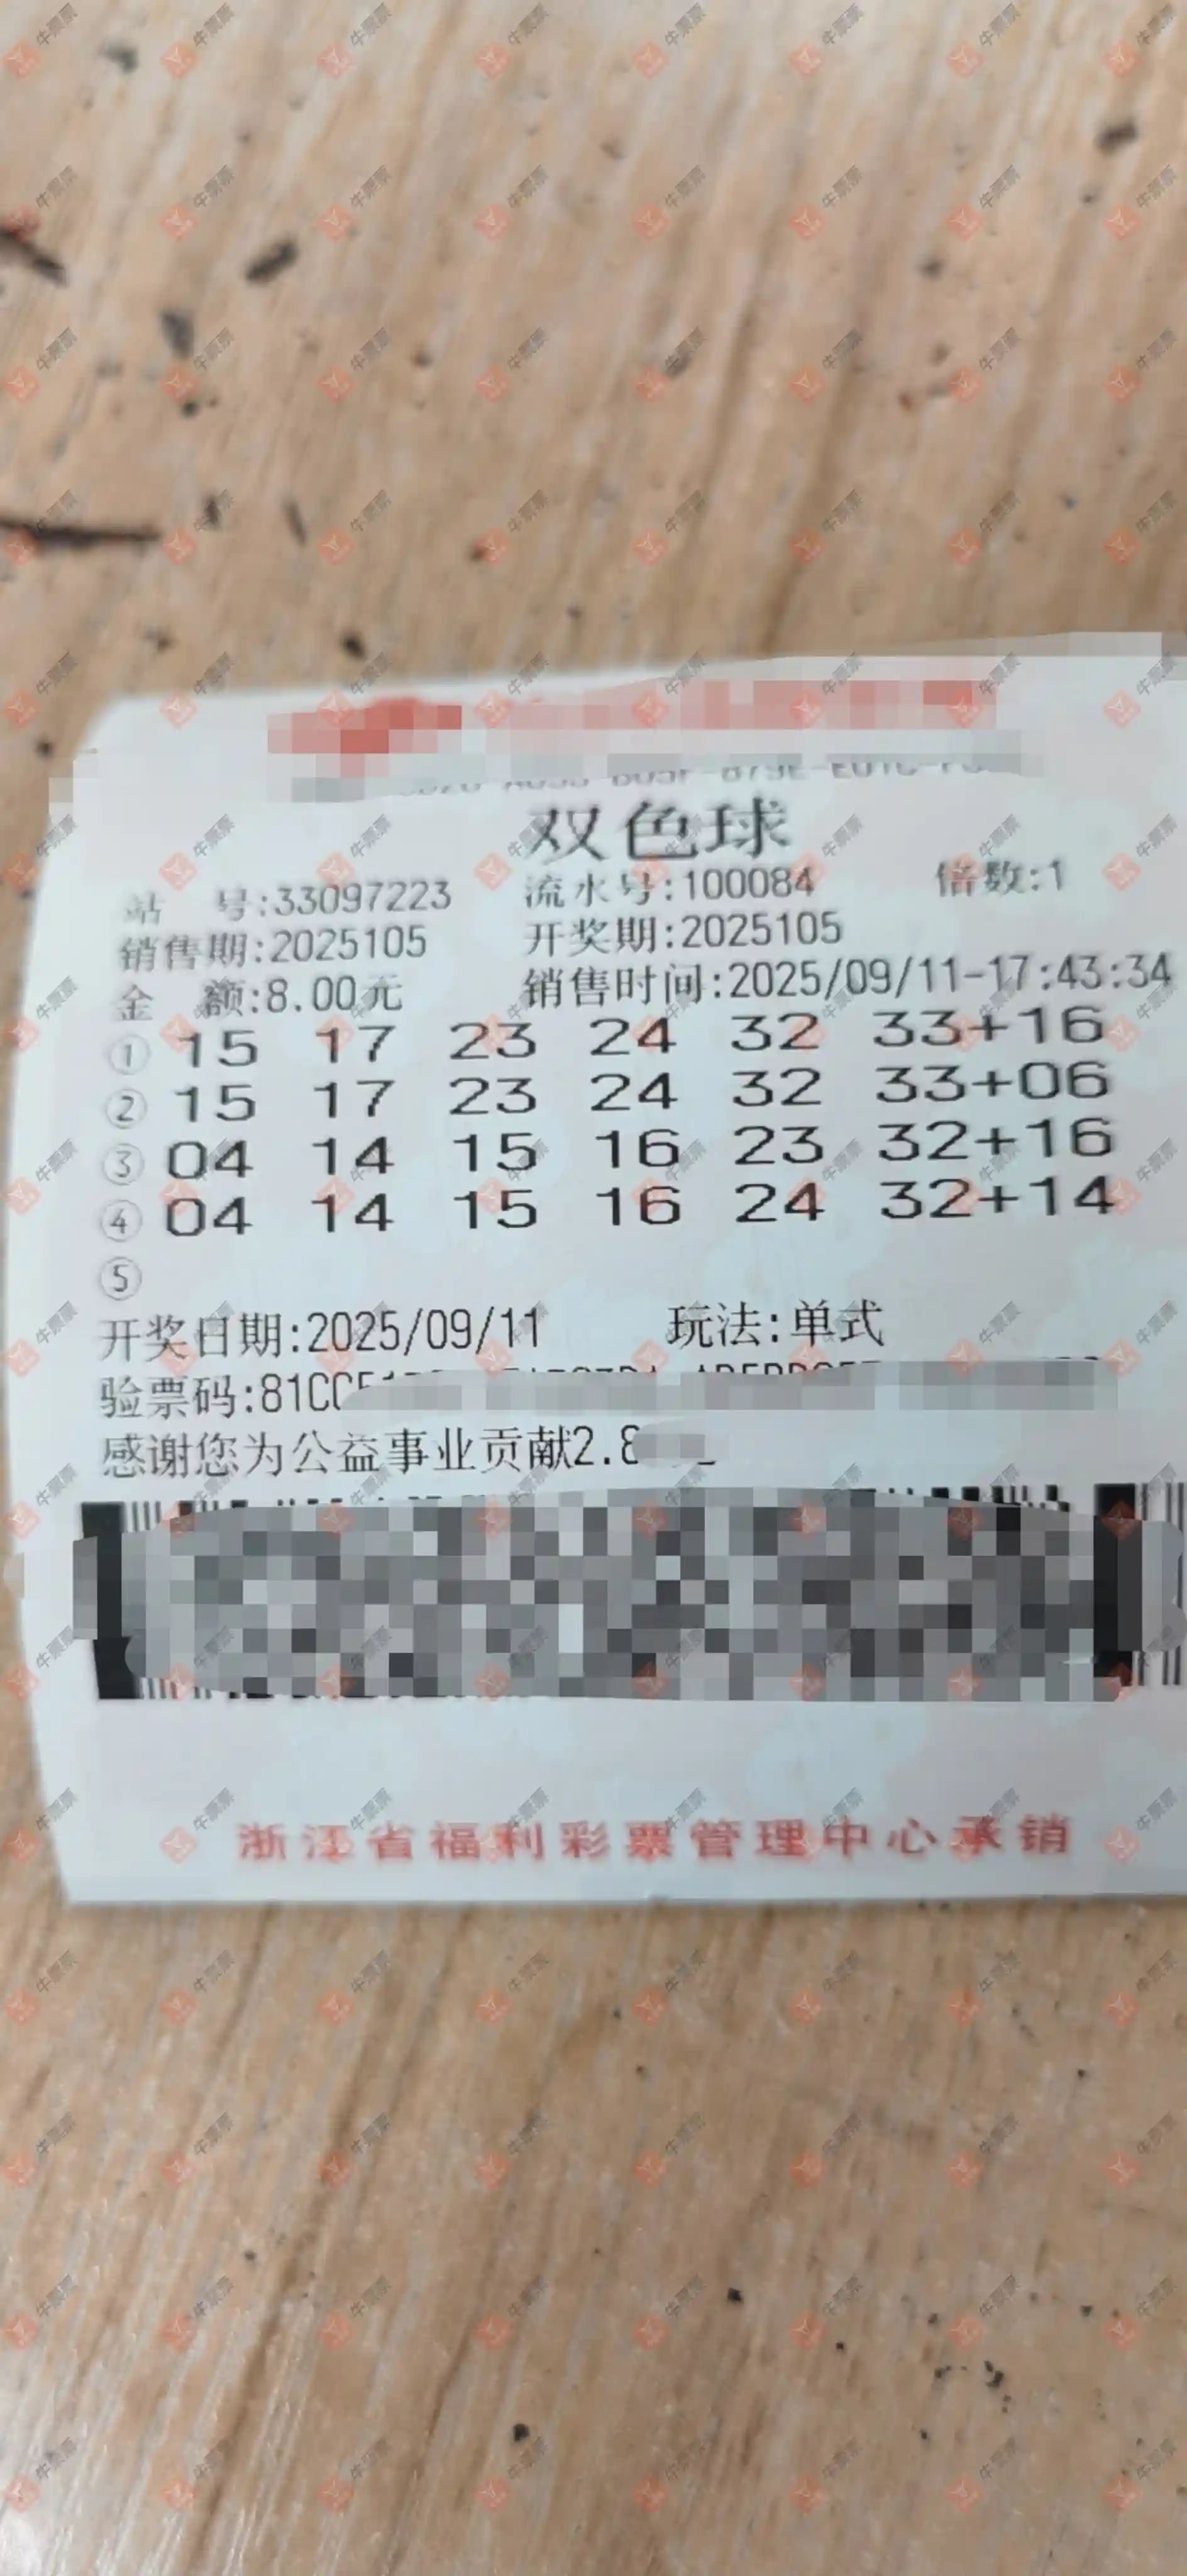 双色球
站 号:33097223 流水号:100084 倍数:1
销售期:2025105 开奖期:2025105
金 额:8.00元 销售时间:2025/09/11-17:43:34
① 15 17 23 24 32 33+16
② 15 17 23 24 32 33+06
③ 04 14 15 16 23 32+16
④ 04 14 15 16 24 32+14
⑤
开奖日期:2025/09/11 玩法:单式
验票码:81CC
感谢您为公益事业贡献2.8
浙江省福利彩票管理中心承销
牛票票